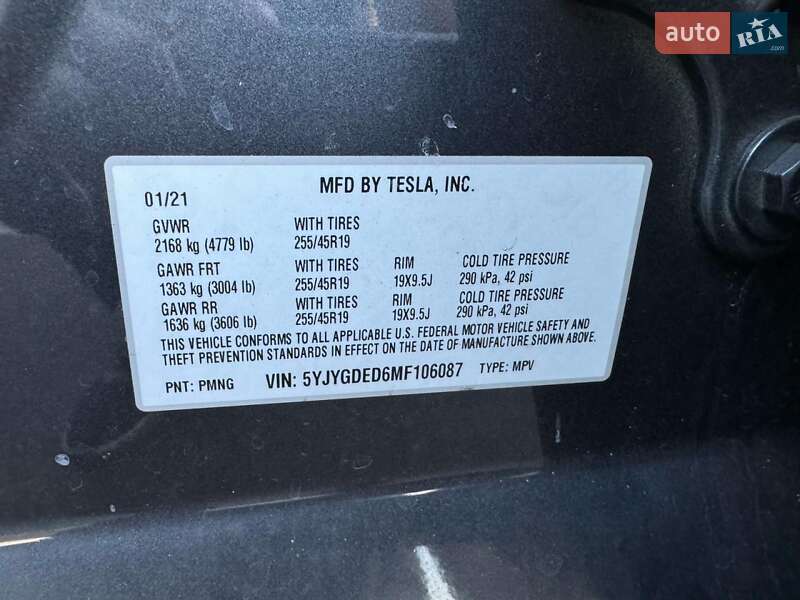 auto RIA.com
MFD BY TESLA, INC.
01/21
GVWR WITH TIRES
2168 kg (4779 lb) 255/45R19
GAWR FRT WITH TIRES RIM COLD TIRE PRESSURE
1363 kg (3004 lb) 255/45R19 19X9.5J 290 kPa, 42 psi
GAWR RR WITH TIRES RIM COLD TIRE PRESSURE
1636 kg (3606 lb) 255/45R19 19X9.5J 290 kPa, 42 psi
THIS VEHICLE CONFORMS TO ALL APPLICABLE U.S. FEDERAL MOTOR VEHICLE SAFETY AND
THEFT PREVENTION STANDARDS IN EFFECT ON THE DATE OF MANUFACTURE SHOWN ABOVE.
PNT: PMNG VIN: 5YJYGDED6MF106087 TYPE: MPV